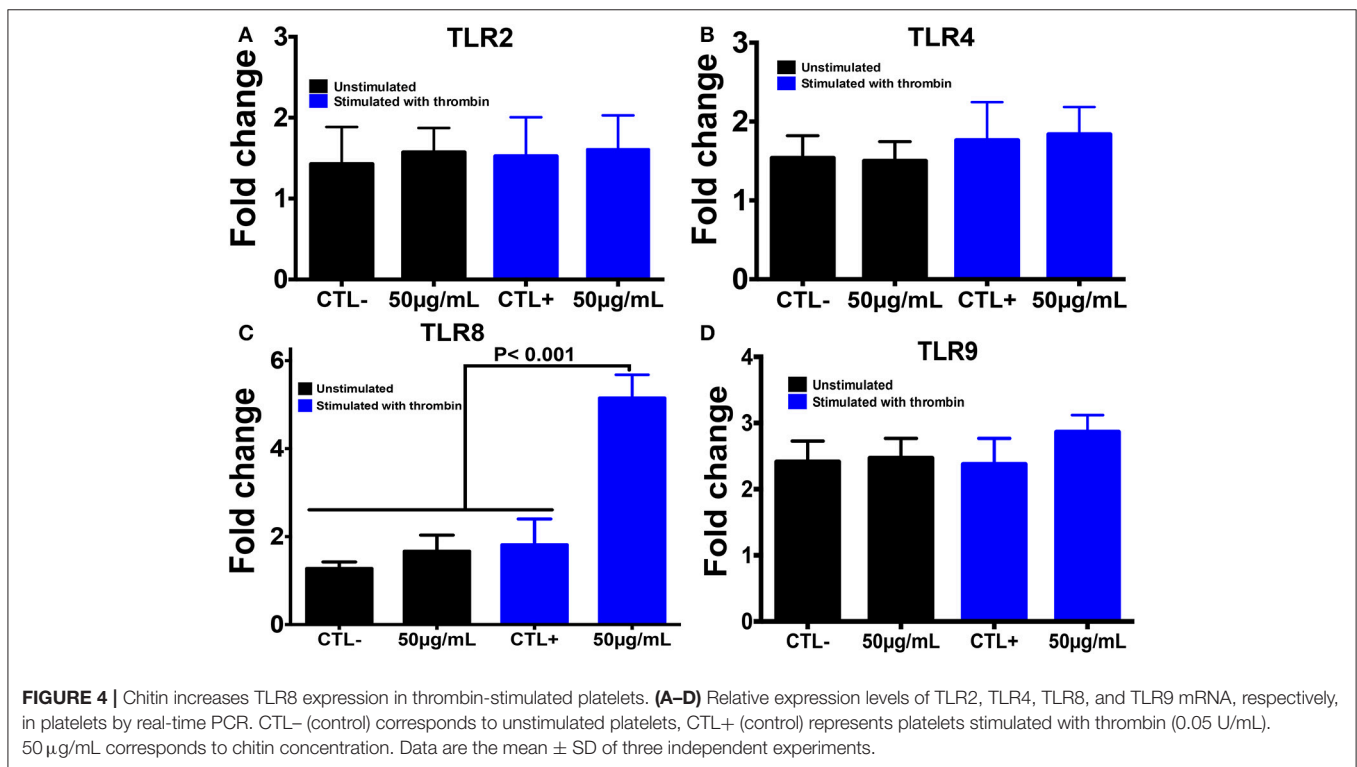 A
TLR2
Fold change
3
2
1
0
Unstimulated
Stimulated with thrombin
CTL- 50µg/mL CTL+ 50µg/mL
B
TLR4
Fold change
3
2
1
0
Unstimulated
Stimulated with thrombin
CTL- 50µg/mL CTL+ 50µg/mL
C
TLR8
P< 0.001
Fold change
6
4
2
0
Unstimulated
Stimulated with thrombin
CTL- 50µg/mL CTL+ 50µg/mL
D
TLR9
Fold change
4
3
2
1
0
Unstimulated
Stimulated with thrombin
CTL- 50µg/mL CTL+ 50µg/mL
FIGURE 4 | Chitin increases TLR8 expression in thrombin-stimulated platelets. (A–D) Relative expression levels of TLR2, TLR4, TLR8, and TLR9 mRNA, respectively,
in platelets by real-time PCR. CTL– (control) corresponds to unstimulated platelets, CTL+ (control) represents platelets stimulated with thrombin (0.05 U/mL).
50 µg/mL corresponds to chitin concentration. Data are the mean ± SD of three independent experiments.